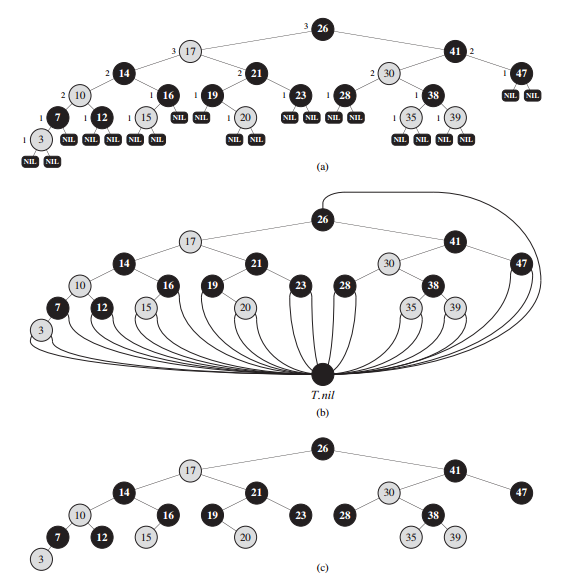 3 26
3 17 41 2
2 14 2 21 2 30 1 47
2 10 1 16 1 19 1 23 1 28 1 38 NIL NIL
1 7 1 12 1 15 NIL NIL 1 20 NIL NIL NIL NIL 1 35 1 39
1 3 NIL NIL NIL NIL NIL NIL NIL NIL NIL NIL NIL
NIL NIL
(a)
26
17 41
14 21 30 47
10 16 19 23 28 38
7 12 15 20 35 39
3
T.nil
(b)
26
17 41
14 21 30 47
10 16 19 23 28 38
7 12 15 20 35 39
3
(c)